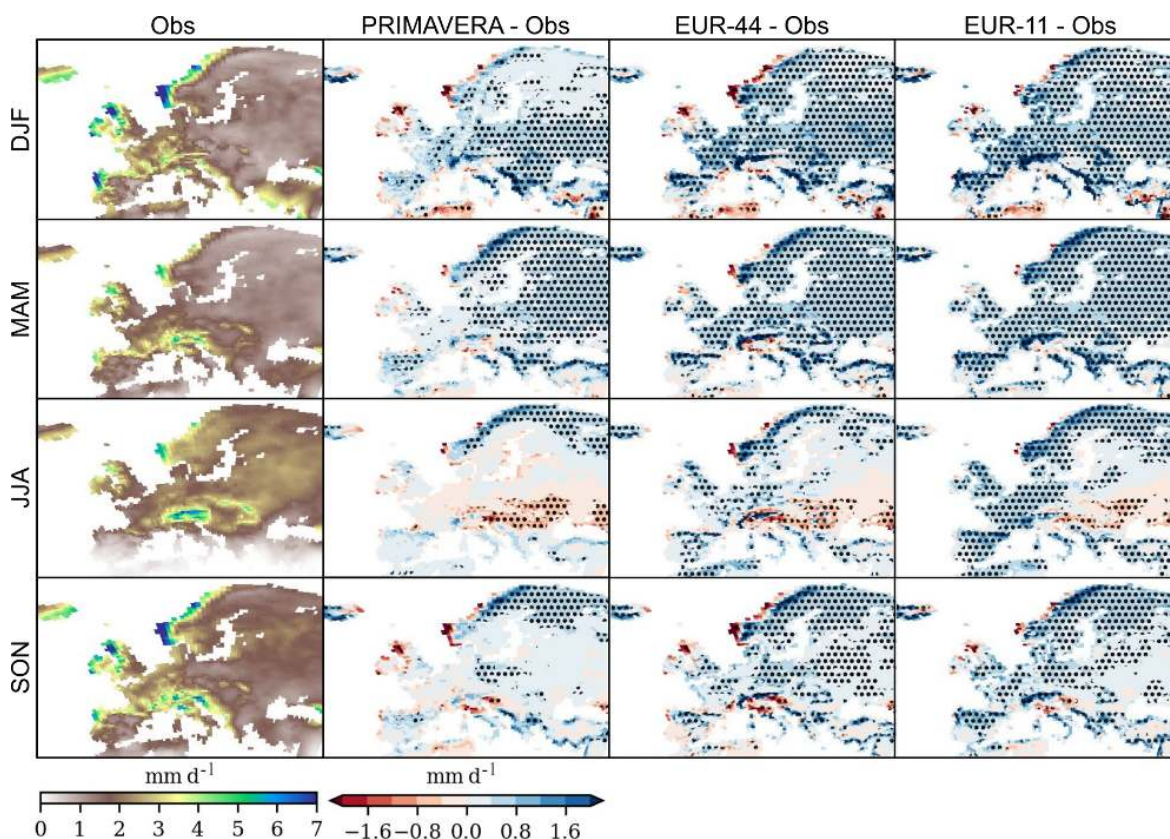 Obs PRIMAVERA - Obs EUR-44 - Obs EUR-11 - Obs
DJF
MAM
JJA
SON
mm d⁻¹ mm d⁻¹
0 1 2 3 4 5 6 7 −1.6 −0.8 0.0 0.8 1.6